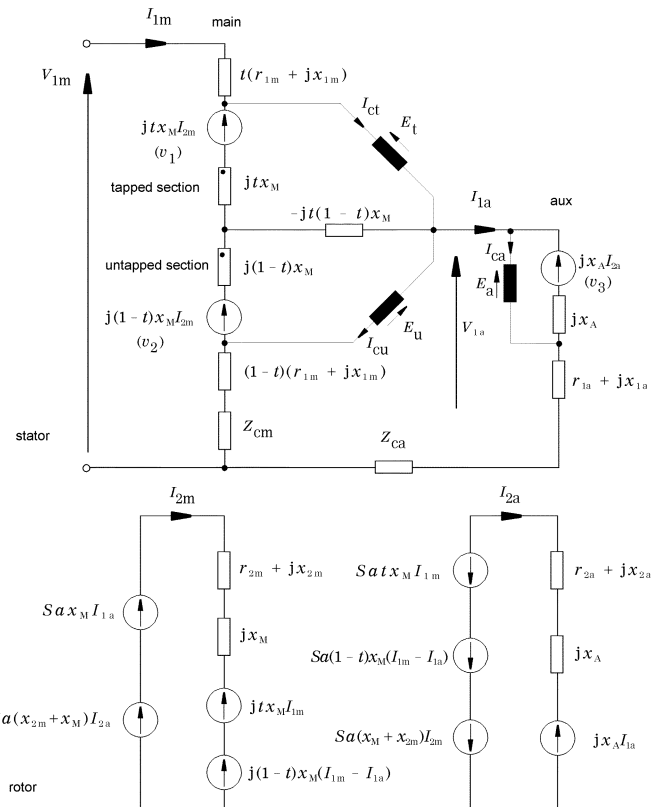 I1m
main
V1m
t(r1m + jx1m)
Ict
Et
jtxMI2m
(v1)
tapped section
jtxM
-jt(1 - t)xM
I1a
aux
untapped section
j(1-t)xM
Ica
Ea
jxAI2a
(v3)
j(1-t)xMI2m
(v2)
Icu
Eu
V1a
jxA
(1-t)(r1m + jx1m)
r1a + jx1a
Zcm
Zca
stator
I2m
I2a
r2m + jx2m
SatxMI1m
r2a + jx2a
SaxMI1a
jxM
Sa(1-t)xM(I1m - I1a)
jxA
a(x2m+xM)I2a
jtxMI1m
Sa(xM + x2m)I2m
jxAI1a
j(1-t)xM(I1m - I1a)
rotor